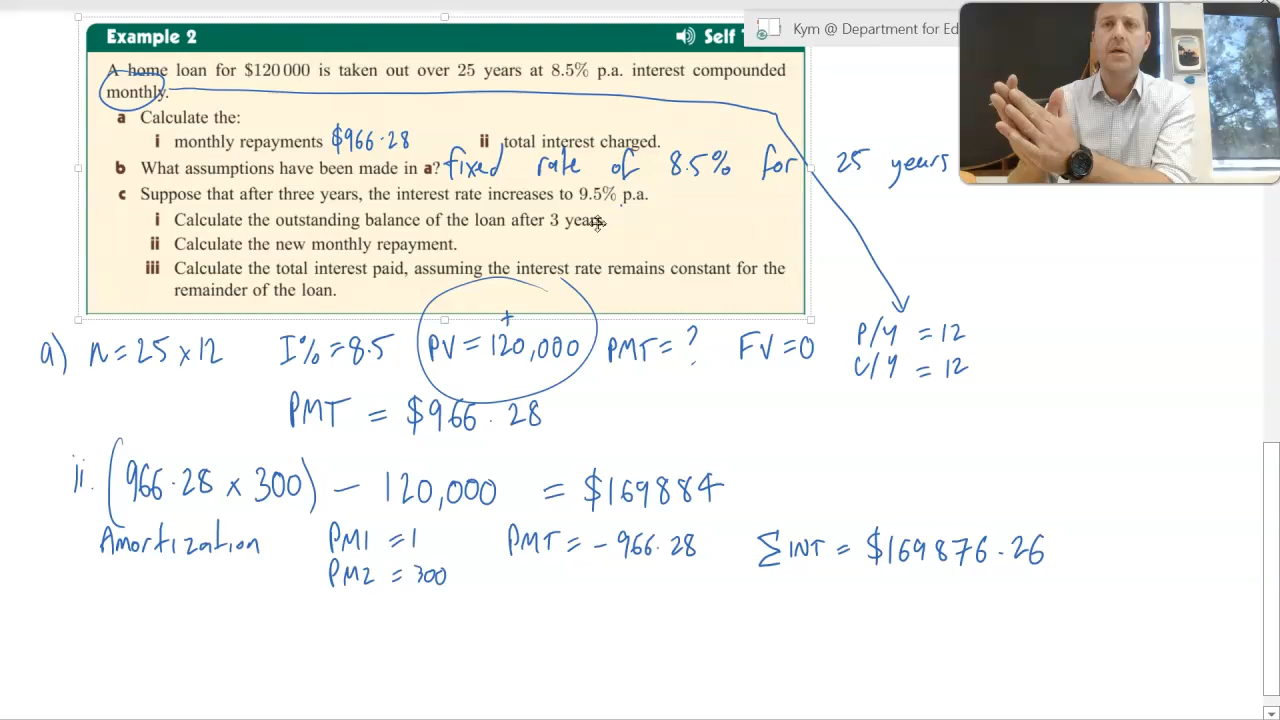 Example 2
Self
Kym @ Department for Ed
A home loan for $120 000 is taken out over 25 years at 8.5% p.a. interest compounded
monthly.
a Calculate the:
i monthly repayments $966.28 ii total interest charged.
b What assumptions have been made in a? fixed rate of 8.5% for 25 years
c Suppose that after three years, the interest rate increases to 9.5% p.a.
i Calculate the outstanding balance of the loan after 3 years.
ii Calculate the new monthly repayment.
iii Calculate the total interest paid, assuming the interest rate remains constant for the
remainder of the loan.
+
a) n = 25 × 12 I% = 8.5 PV = 120,000 PMT = ? FV = 0 P/Y = 12
C/Y = 12
PMT = $966.28
ii. (966.28 × 300) − 120,000 = $169884
Amortization PM1 = 1 PMT = −966.28 ΣINT = $169876.26
PM2 = 300